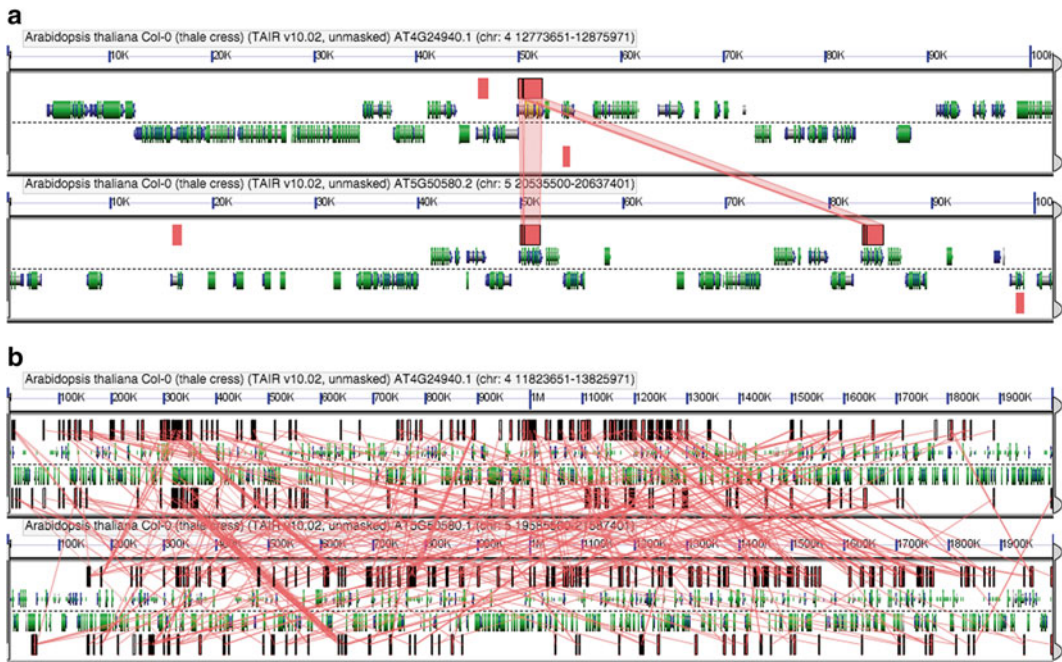 a
Arabidopsis thaliana Col-0 (thale cress) (TAIR v10.02, unmasked) AT4G24940.1 (chr: 4 12773651-12875971)
10K 20K 30K 40K 50K 60K 70K 80K 90K 100K
Arabidopsis thaliana Col-0 (thale cress) (TAIR v10.02, unmasked) AT5G50580.2 (chr: 5 20535500-20637401)
10K 20K 30K 40K 50K 60K 70K 80K 90K 100
b
Arabidopsis thaliana Col-0 (thale cress) (TAIR v10.02, unmasked) AT4G24940.1 (chr: 4 11823651-13825971)
100K 200K 300K 400K 500K 600K 700K 800K 900K 1M 1100K 1200K 1300K 1400K 1500K 1600K 1700K 1800K 1900K
Arabidopsis thaliana Col-0 (thale cress) (TAIR v10.02, unmasked) AT5G50580.1 (chr: 5 19585500-21587401)
100K 200K 300K 400K 500K 600K 700K 800K 900K 1M 1100K 1200K 1300K 1400K 1500K 1600K 1700K 1800K 1900K